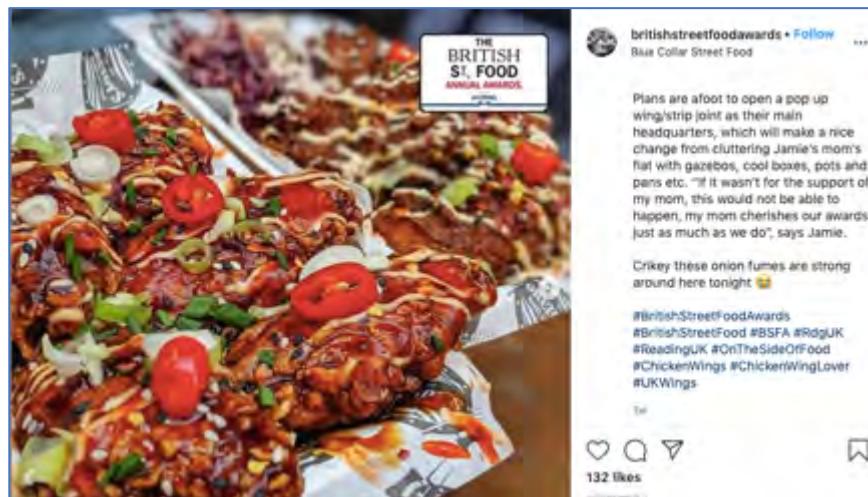 THE
BRITISH
ST. FOOD
ANNUAL AWARDS.
britishstreetfoodawards • Follow
Blue Collar Street Food
Plans are afoot to open a pop up
wing/strip joint as their main
headquarters, which will make a nice
change from cluttering Jamie's mom's
flat with gazebos, cool boxes, pots and
pans etc. "If it wasn't for the support of
my mom, this would not be able to
happen, my mom cherishes our awards
just as much as we do", says Jamie.
Crikey these onion fumes are strong
around here tonight 😭
#BritishStreetFoodAwards
#BritishStreetFood #BSFA #RdgUK
#ReadingUK #OnTheSideOfFood
#ChickenWings #ChickenWingLover
#UKWings
132 likes